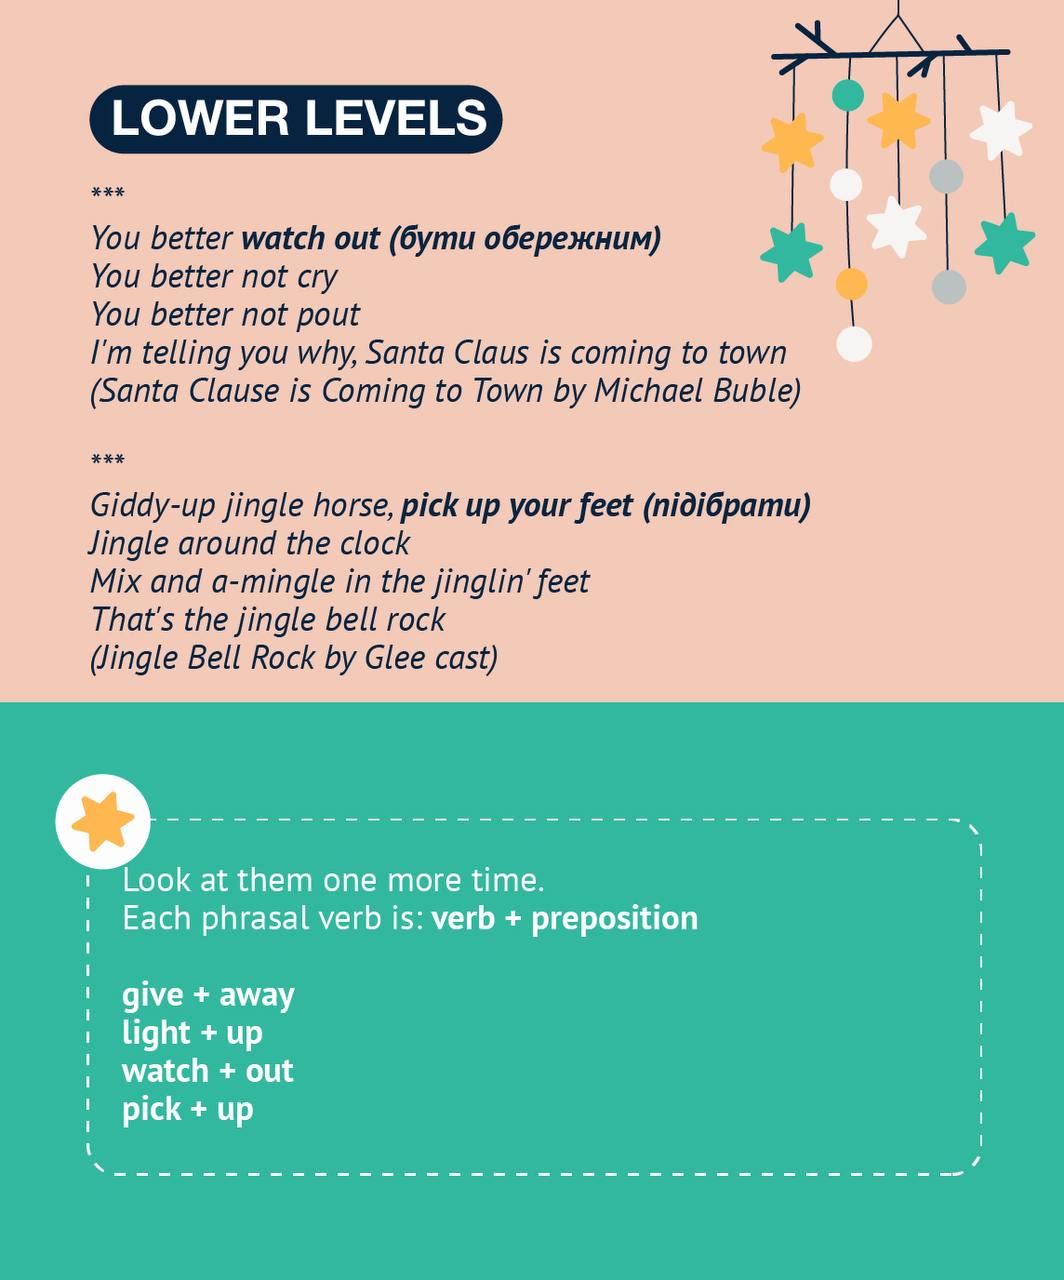 LOWER LEVELS
***
You better watch out (бути обережним)
You better not cry
You better not pout
I'm telling you why, Santa Claus is coming to town
(Santa Clause is Coming to Town by Michael Buble)
***
Giddy-up jingle horse, pick up your feet (підібрати)
Jingle around the clock
Mix and a-mingle in the jinglin' feet
That's the jingle bell rock
(Jingle Bell Rock by Glee cast)
Look at them one more time.
Each phrasal verb is: verb + preposition
give + away
light + up
watch + out
pick + up